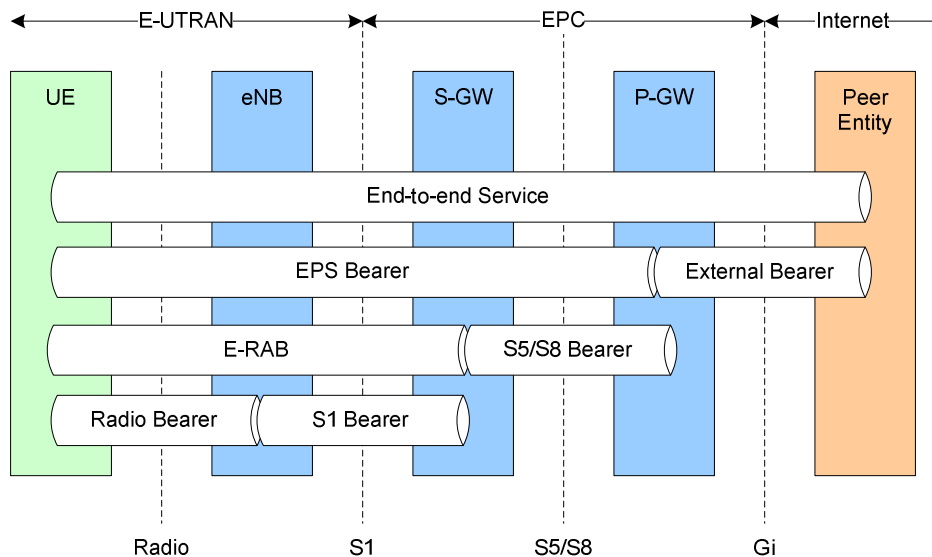 E-UTRAN
EPC
Internet
UE
eNB
S-GW
P-GW
Peer
Entity
End-to-end Service
EPS Bearer
External Bearer
E-RAB
S5/S8 Bearer
Radio Bearer
S1 Bearer
Radio
S1
S5/S8
Gi